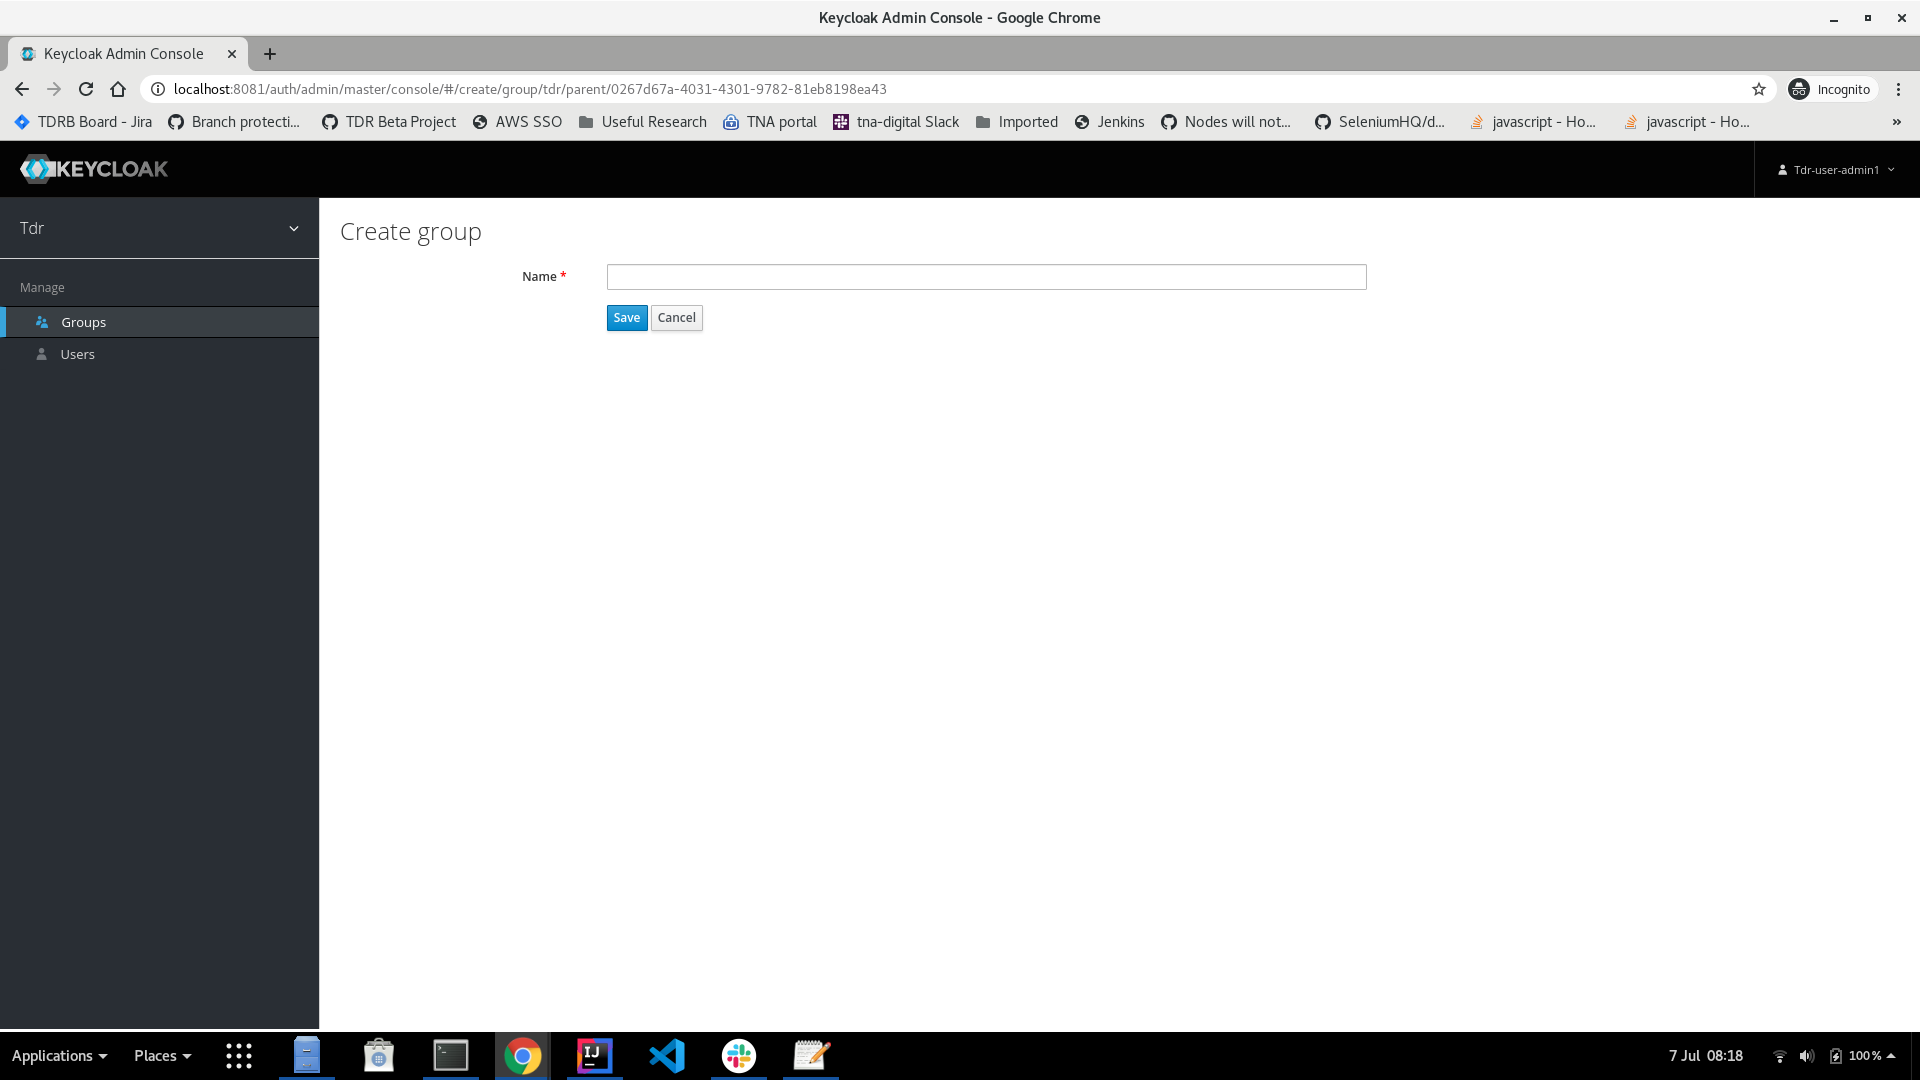 Keycloak Admin Console - Google Chrome
Keycloak Admin Console
localhost:8081/auth/admin/master/console/#/create/group/tdr/parent/0267d67a-4031-4301-9782-81eb8198ea43
Incognito
TDRB Board - Jira Branch protecti... TDR Beta Project AWS SSO Useful Research TNA portal tna-digital Slack Imported Jenkins Nodes will not... SeleniumHQ/d... javascript - Ho... javascript - Ho... »
KEYCLOAK
Tdr-user-admin1
Tdr
Manage
Groups
Users
Create group
Name *
Save Cancel
Applications Places
IJ
7 Jul 08:18
100%